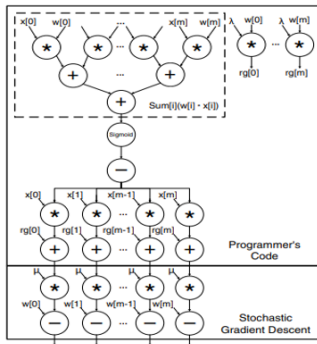 x[0] w[0] ... x[m] w[m] λ w[0] λ w[m]
* * ... * * * ... *
+ ... + rg[0] rg[m]
+
Sum[i](w[i] * x[i])
Sigmoid
−
x[0] x[1] x[m-1] x[m]
* * ... * *
rg[0] rg[1] rg[m-1] rg[m]
+ + ... + +
Programmer's
Code
μ μ μ μ
* * ... * *
w[0] w[1] w[m-1] w[m]
− − ... − −
Stochastic
Gradient Descent